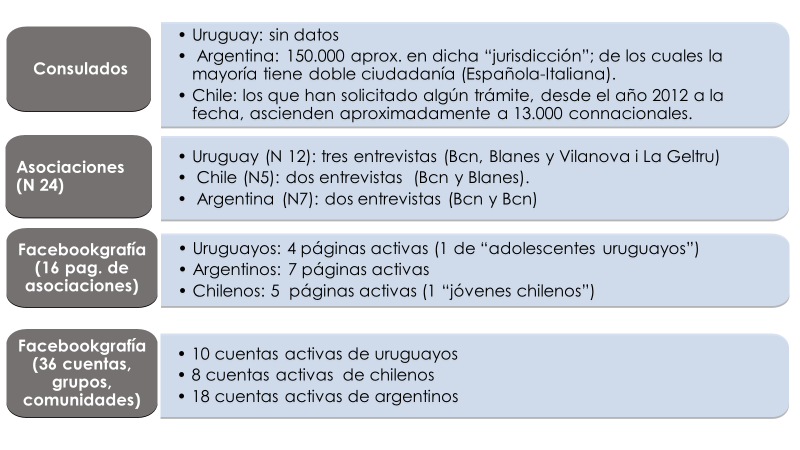 Consulados
• Uruguay: sin datos
• Argentina: 150.000 aprox. en dicha “jurisdicción”; de los cuales la
mayoría tiene doble ciudadanía (Española-Italiana).
• Chile: los que han solicitado algún trámite, desde el año 2012 a la
fecha, ascienden aproximadamente a 13.000 connacionales.
Asociaciones
(N 24)
• Uruguay (N 12): tres entrevistas (Bcn, Blanes y Vilanova i La Geltru)
• Chile (N5): dos entrevistas (Bcn y Blanes).
• Argentina (N7): dos entrevistas (Bcn y Bcn)
Facebookgrafía
(16 pag. de
asociaciones)
• Uruguayos: 4 páginas activas (1 de “adolescentes uruguayos”)
• Argentinos: 7 páginas activas
• Chilenos: 5 páginas activas (1 “jóvenes chilenos”)
Facebookgrafía
(36 cuentas,
grupos,
comunidades)
• 10 cuentas activas de uruguayos
• 8 cuentas activas de chilenos
• 18 cuentas activas de argentinos